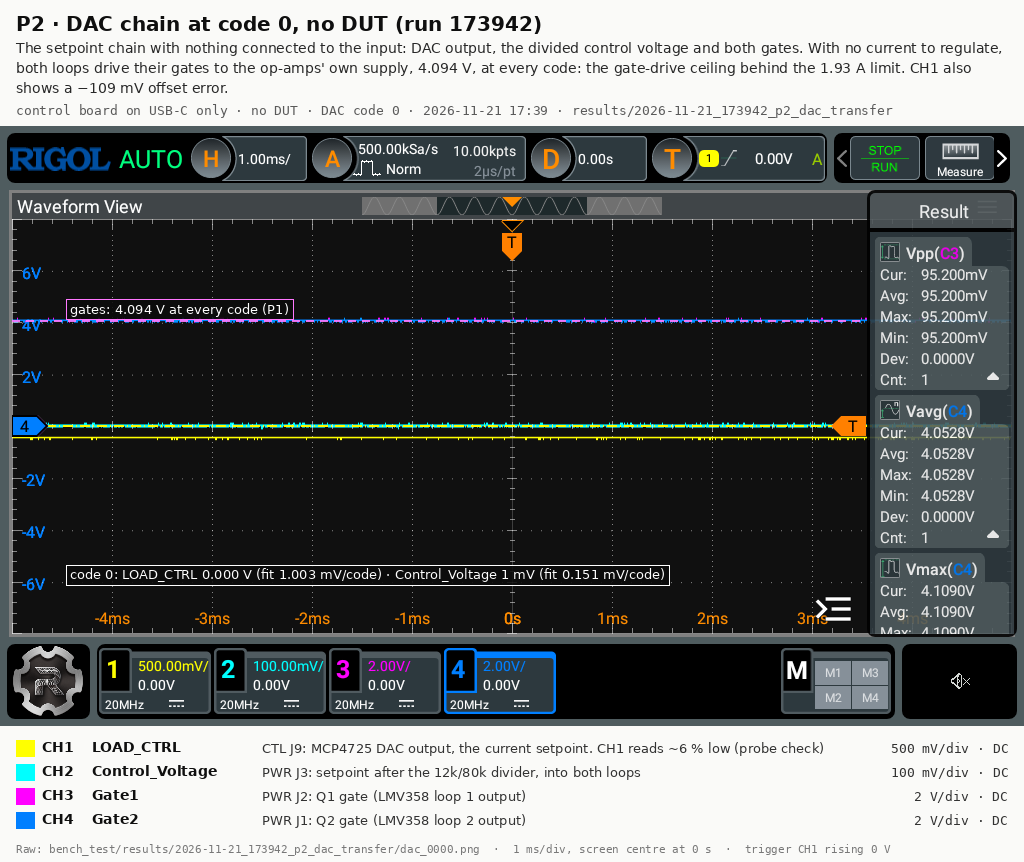 P2 · DAC chain at code 0, no DUT (run 173942)
The setpoint chain with nothing connected to the input: DAC output, the divided control voltage and both gates. With no current to regulate,
both loops drive their gates to the op-amps' own supply, 4.094 V, at every code: the gate-drive ceiling behind the 1.93 A limit. CH1 also
shows a −109 mV offset error.
control board on USB-C only · no DUT · DAC code 0 · 2026-11-21 17:39 · results/2026-11-21_173942_p2_dac_transfer
RIGOL AUTO H 1.00ms/ A 500.00kSa/s Norm 10.00kpts 2µs/pt D 0.00s T 1 0.00V A STOP RUN Measure
Waveform View
Result
T
6V
4V
2V
4
-2V
-4V
-6V
gates: 4.094 V at every code (P1)
T
code 0: LOAD_CTRL 0.000 V (fit 1.003 mV/code) · Control_Voltage 1 mV (fit 0.151 mV/code)
-4ms -3ms -2ms -1ms 0s 1ms 2ms 3ms
Vpp(C3)
Cur: 95.200mV
Avg: 95.200mV
Max: 95.200mV
Min: 95.200mV
Dev: 0.0000V
Cnt: 1
Vavg(C4)
Cur: 4.0528V
Avg: 4.0528V
Max: 4.0528V
Min: 4.0528V
Dev: 0.0000V
Cnt: 1
Vmax(C4)
Cur: 4.1090V
Avg: 4.1090V
Max: 4.1090V
R
1 500.00mV/ 0.00V 20MHz
2 100.00mV/ 0.00V 20MHz
3 2.00V/ 0.00V 20MHz
4 2.00V/ 0.00V 20MHz
M M1 M3 M2 M4
CH1 LOAD_CTRL CTL J9: MCP4725 DAC output, the current setpoint. CH1 reads ~6 % low (probe check) 500 mV/div · DC
CH2 Control_Voltage PWR J3: setpoint after the 12k/80k divider, into both loops 100 mV/div · DC
CH3 Gate1 PWR J2: Q1 gate (LMV358 loop 1 output) 2 V/div · DC
CH4 Gate2 PWR J1: Q2 gate (LMV358 loop 2 output) 2 V/div · DC
Raw: bench_test/results/2026-11-21_173942_p2_dac_transfer/dac_0000.png · 1 ms/div, screen centre at 0 s · trigger CH1 rising 0 V